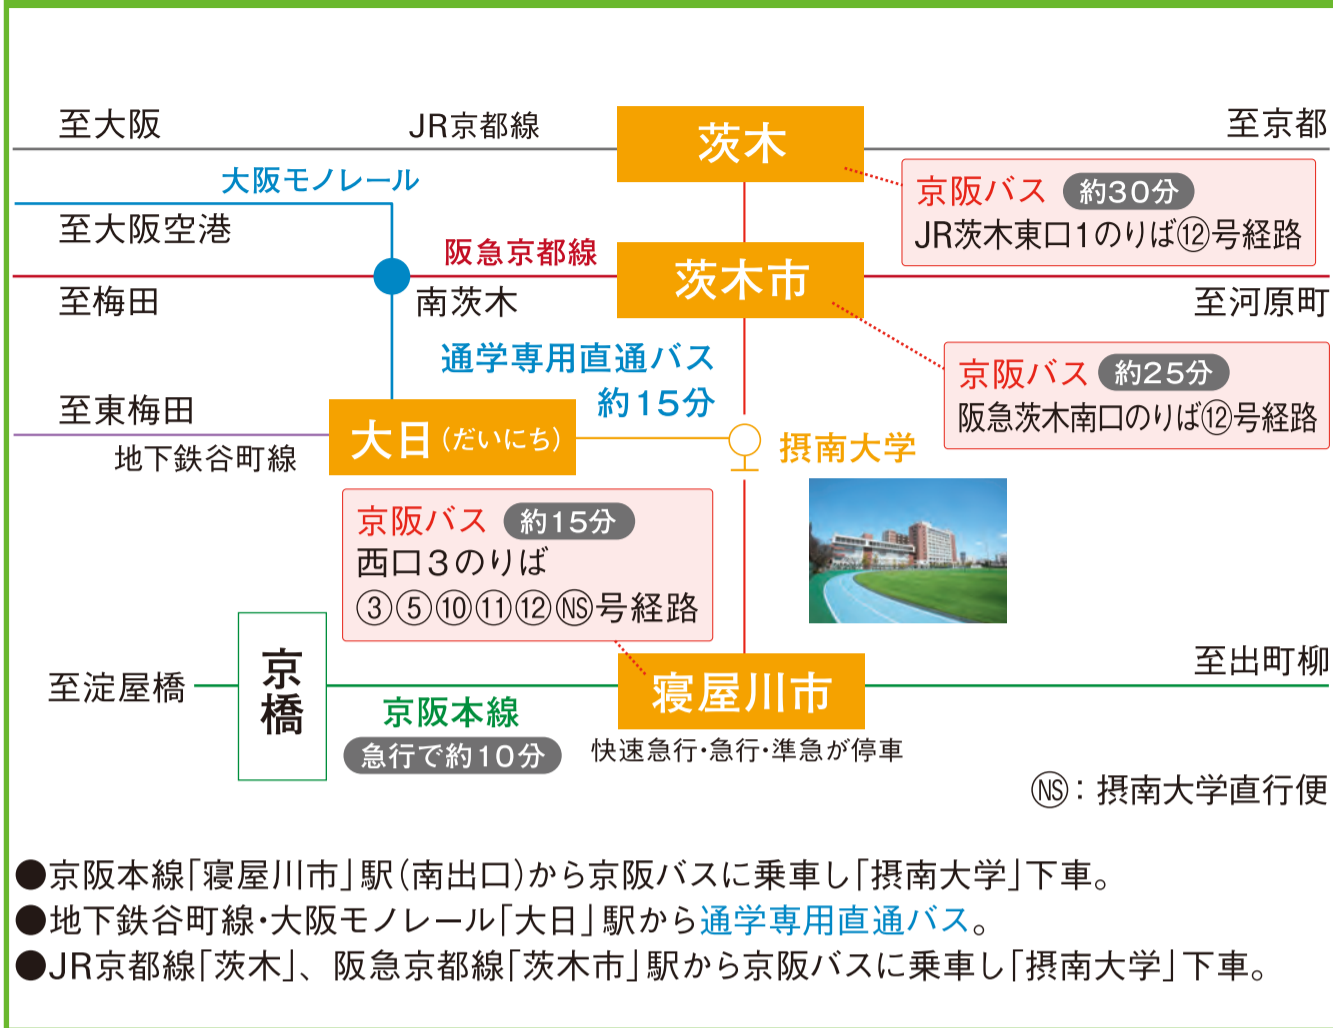 至大阪
JR京都線
茨木
至京都
大阪モノレール
京阪バス 約30分
JR茨木東口1のりば⑫号経路
至大阪空港
阪急京都線
茨木市
至梅田
南茨木
至河原町
通学専用直通バス
約15分
京阪バス 約25分
阪急茨木南口のりば⑫号経路
至東梅田
大日(だいにち)
地下鉄谷町線
摂南大学
京阪バス 約15分
西口3のりば
③⑤⑩⑪⑫NS号経路
至淀屋橋
京橋
京阪本線
急行で約10分
寝屋川市
快速急行・急行・準急が停車
至出町柳
NS：摂南大学直行便
●京阪本線「寝屋川市」駅(南出口)から京阪バスに乗車し「摂南大学」下車。
●地下鉄谷町線・大阪モノレール「大日」駅から通学専用直通バス。
●JR京都線「茨木」、阪急京都線「茨木市」駅から京阪バスに乗車し「摂南大学」下車。